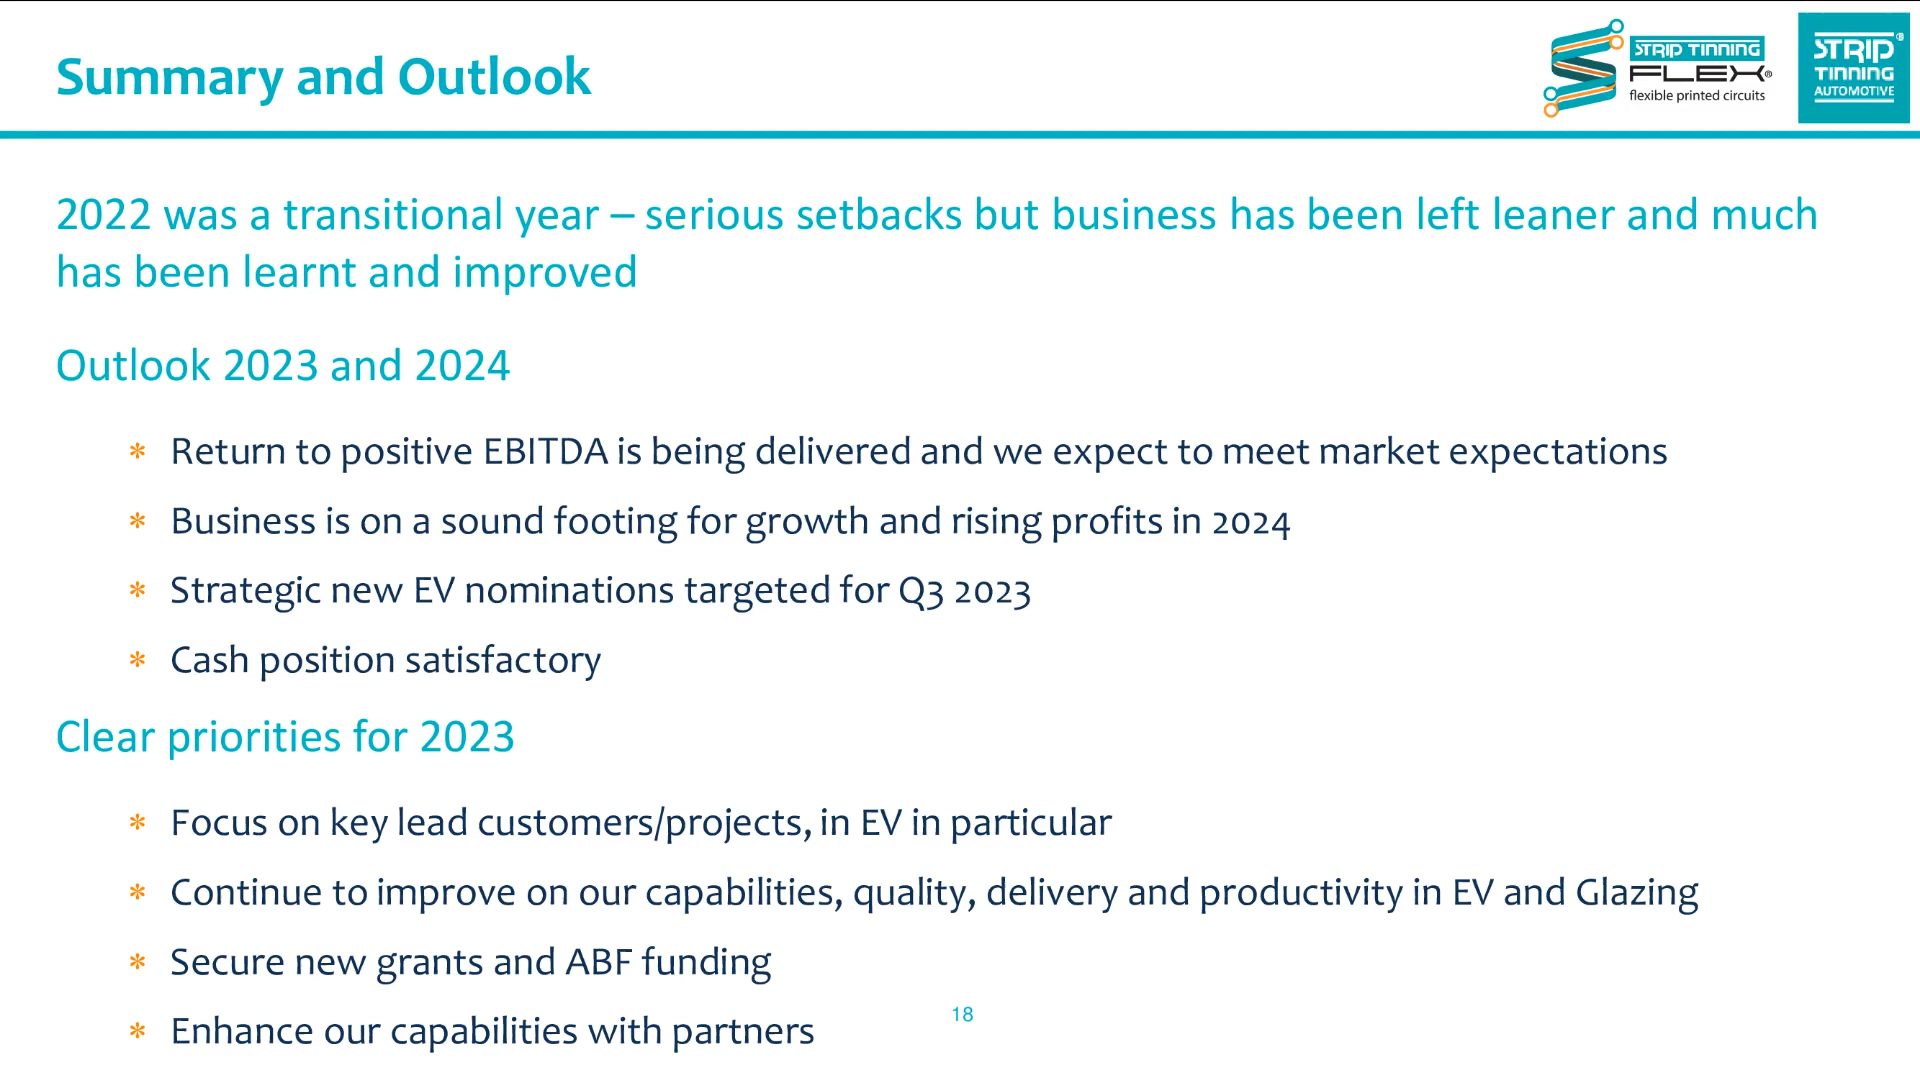 Summary and Outlook
STRIP TINNING
FLEX®
flexible printed circuits
STRIP®
TINNING
AUTOMOTIVE
2022 was a transitional year – serious setbacks but business has been left leaner and much
has been learnt and improved
Outlook 2023 and 2024
* Return to positive EBITDA is being delivered and we expect to meet market expectations
* Business is on a sound footing for growth and rising profits in 2024
* Strategic new EV nominations targeted for Q3 2023
* Cash position satisfactory
Clear priorities for 2023
* Focus on key lead customers/projects, in EV in particular
* Continue to improve on our capabilities, quality, delivery and productivity in EV and Glazing
* Secure new grants and ABF funding
* Enhance our capabilities with partners
18